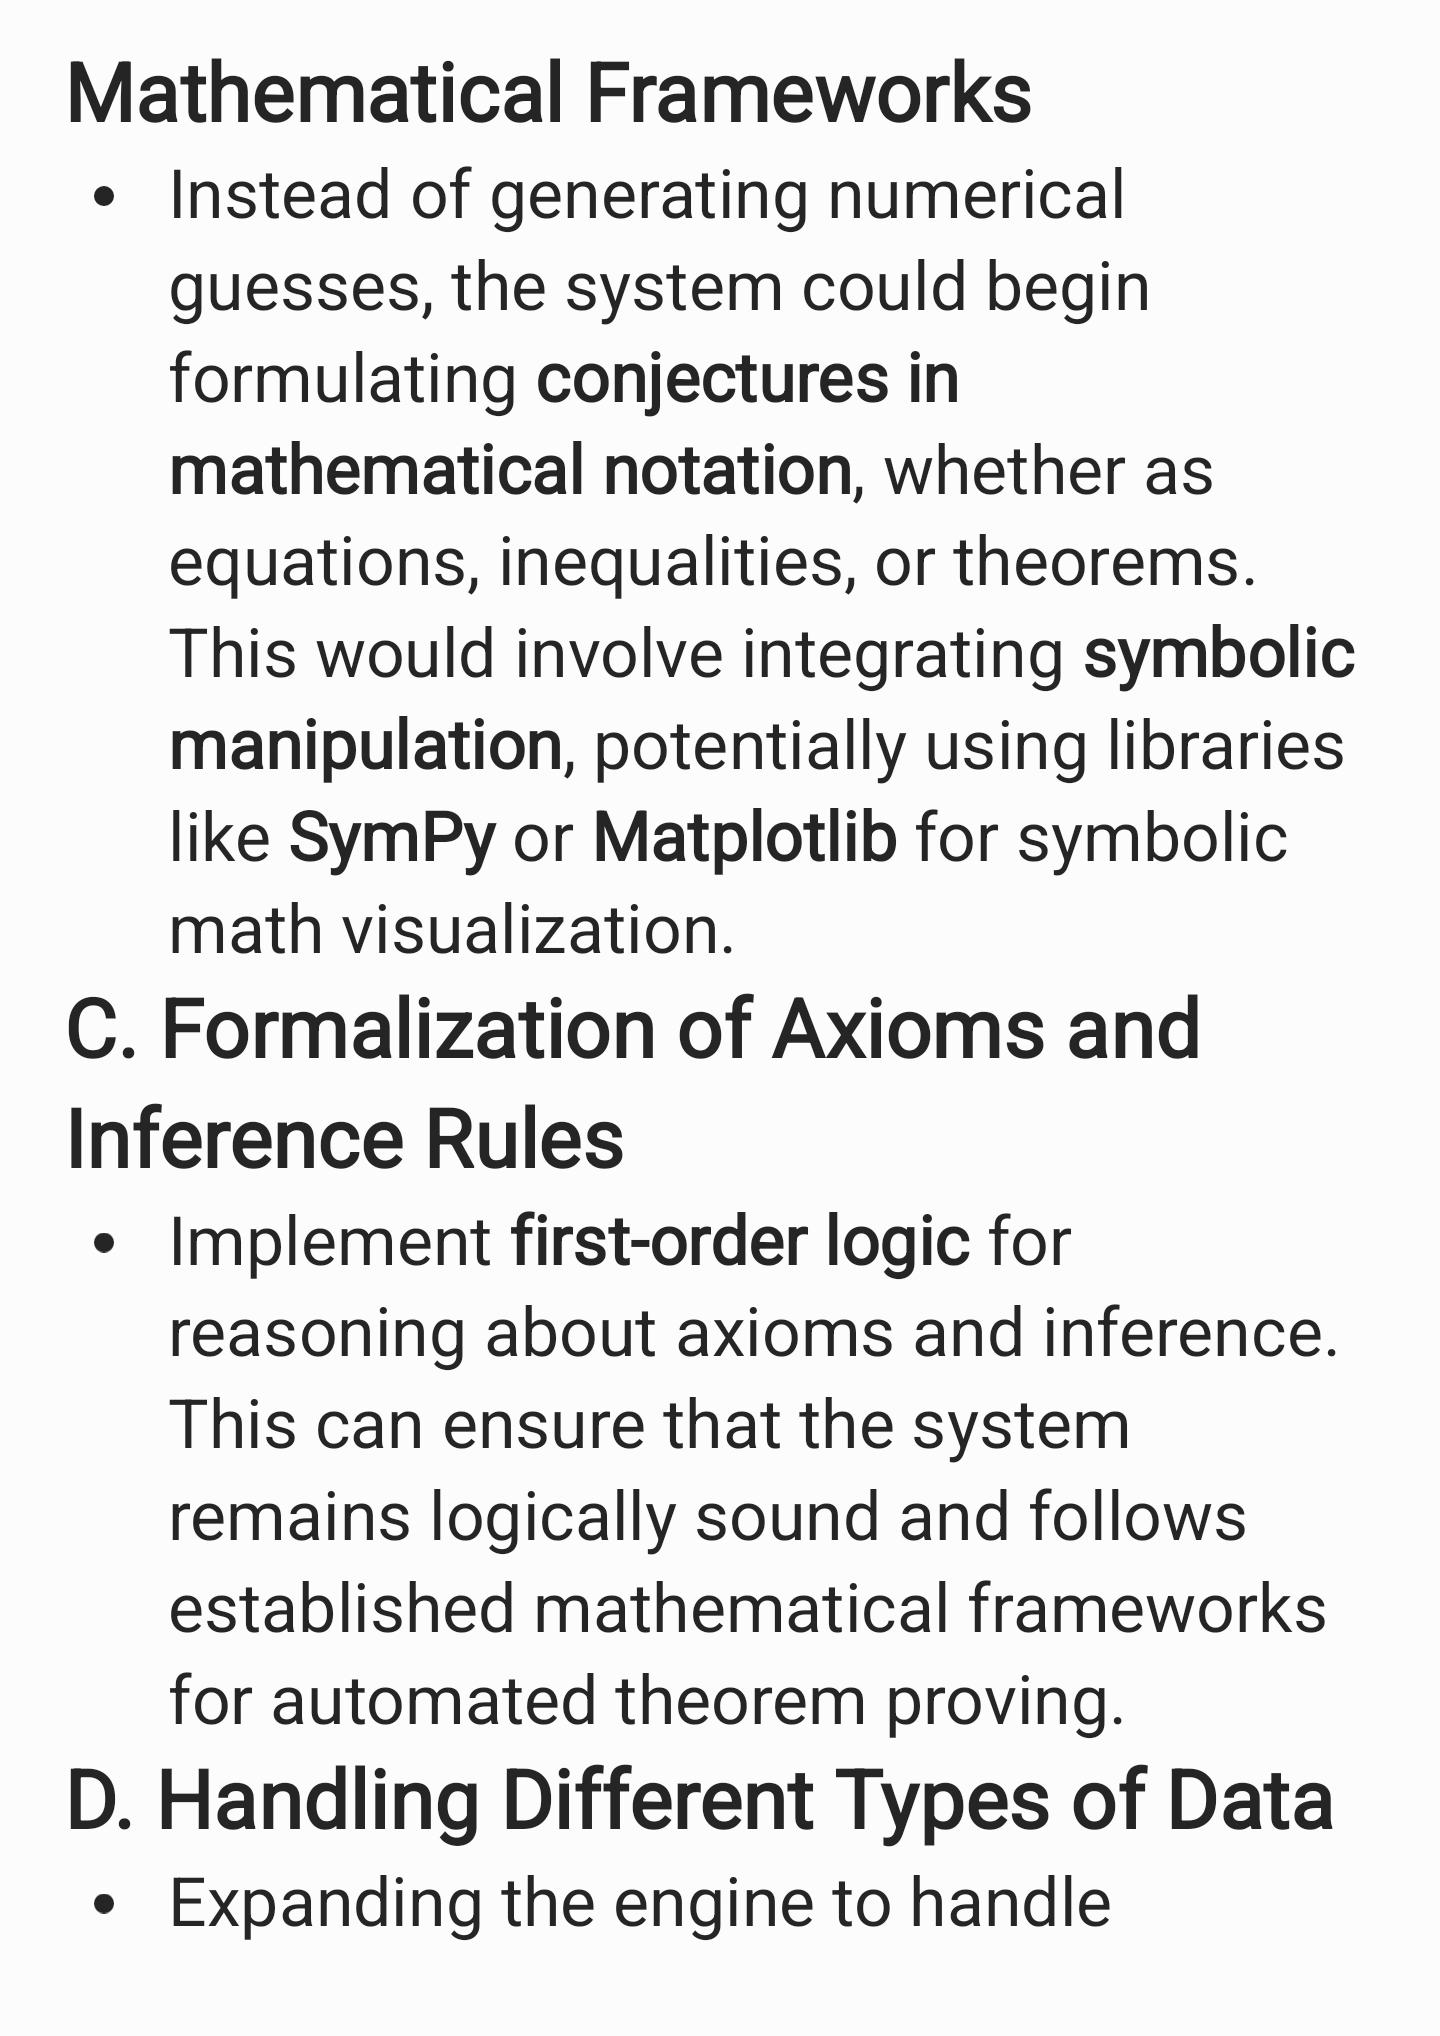 Mathematical Frameworks
• Instead of generating numerical
guesses, the system could begin
formulating conjectures in
mathematical notation, whether as
equations, inequalities, or theorems.
This would involve integrating symbolic
manipulation, potentially using libraries
like SymPy or Matplotlib for symbolic
math visualization.
C. Formalization of Axioms and
Inference Rules
• Implement first-order logic for
reasoning about axioms and inference.
This can ensure that the system
remains logically sound and follows
established mathematical frameworks
for automated theorem proving.
D. Handling Different Types of Data
• Expanding the engine to handle